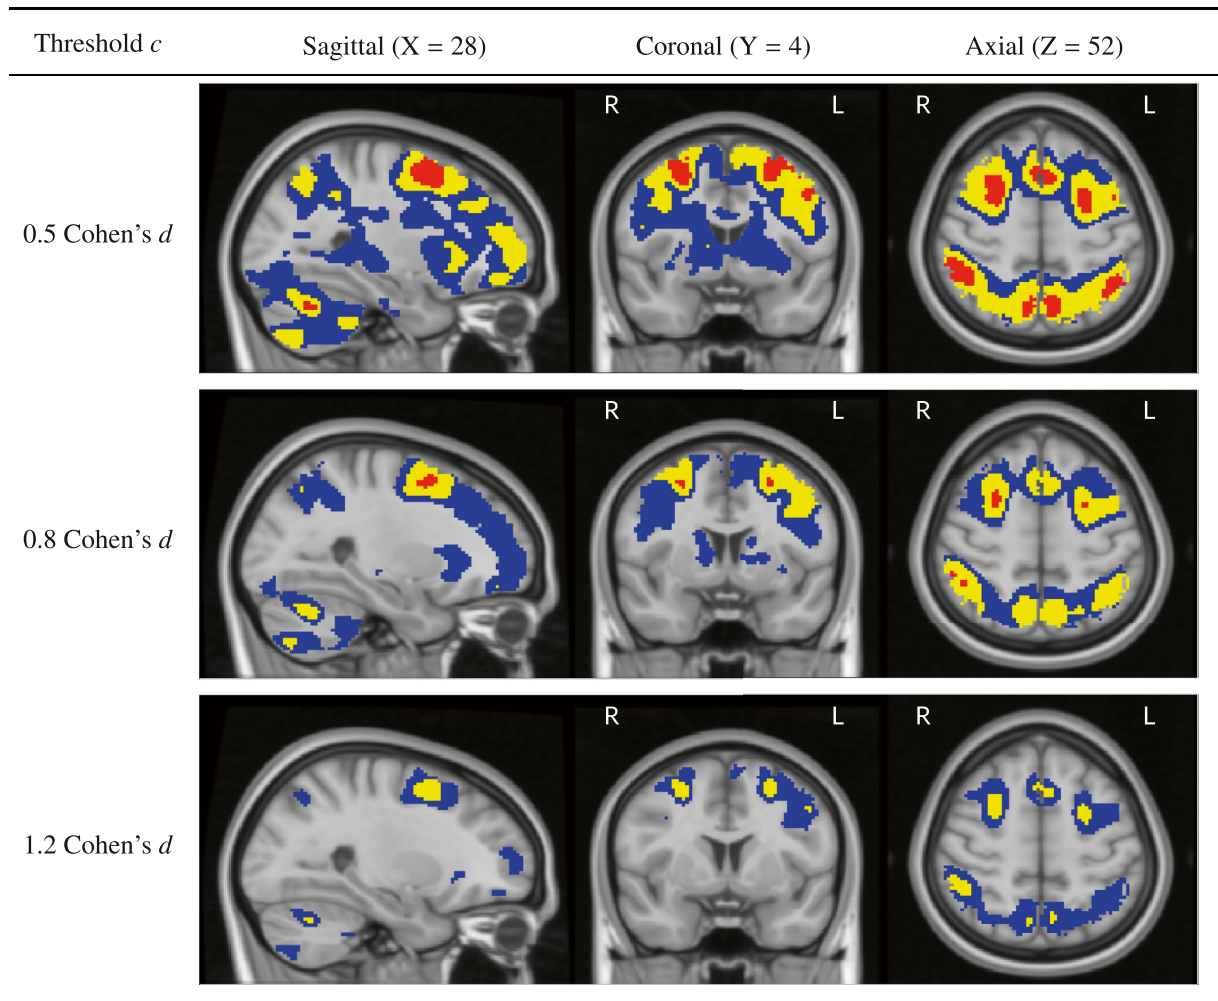 Threshold c Sagittal (X = 28) Coronal (Y = 4) Axial (Z = 52)
R L R L
0.5 Cohen's d
R L R L
0.8 Cohen's d
R L R L
1.2 Cohen's d